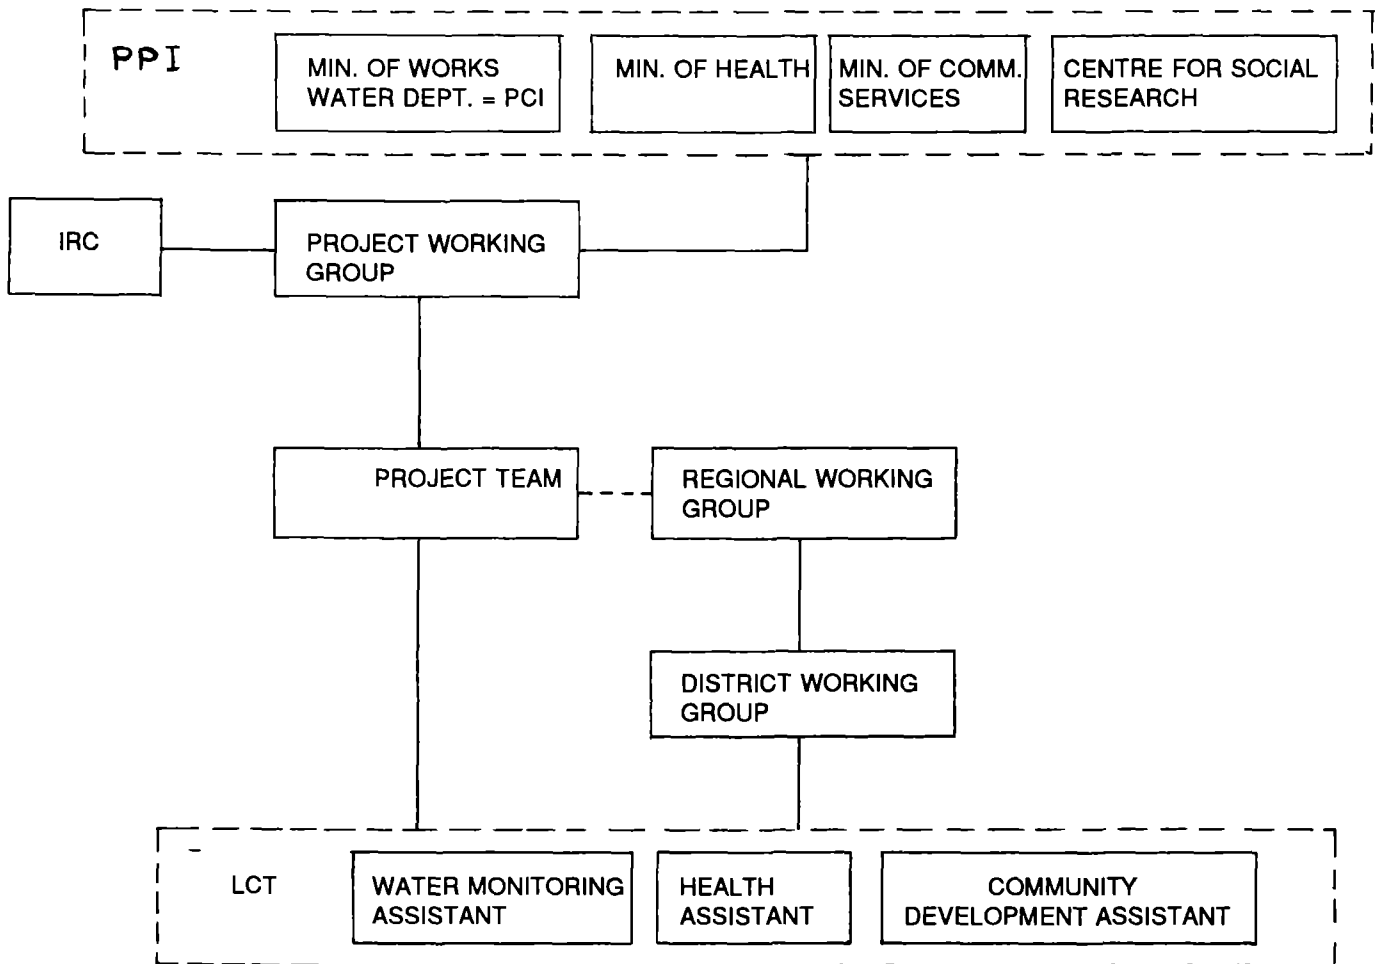 PPI
MIN. OF WORKS
WATER DEPT. = PCI
MIN. OF HEALTH
MIN. OF COMM.
SERVICES
CENTRE FOR SOCIAL
RESEARCH
IRC
PROJECT WORKING
GROUP
PROJECT TEAM
REGIONAL WORKING
GROUP
DISTRICT WORKING
GROUP
LCT
WATER MONITORING
ASSISTANT
HEALTH
ASSISTANT
COMMUNITY
DEVELOPMENT ASSISTANT